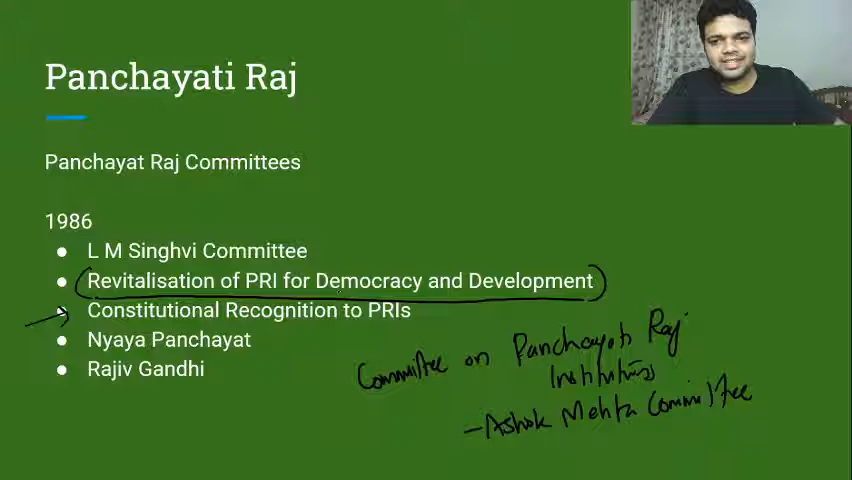 Panchayati Raj
Panchayat Raj Committees
1986
L M Singhvi Committee
Revitalisation of PRI for Democracy and Development
Constitutional Recognition to PRIs
Nyaya Panchayat
Rajiv Gandhi
Committee on Panchayati Raj
Institutions
- Ashok Mehta Committee